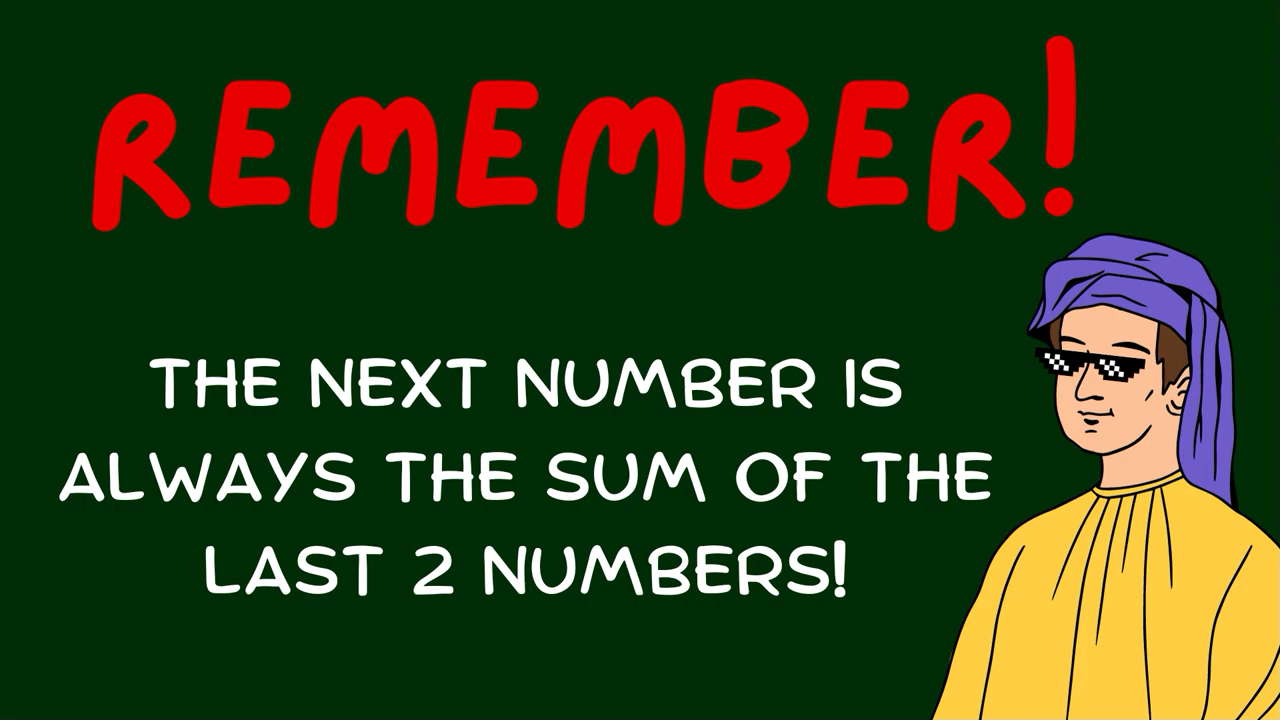 REMEMBER!
THE NEXT NUMBER IS
ALWAYS THE SUM OF THE
LAST 2 NUMBERS!